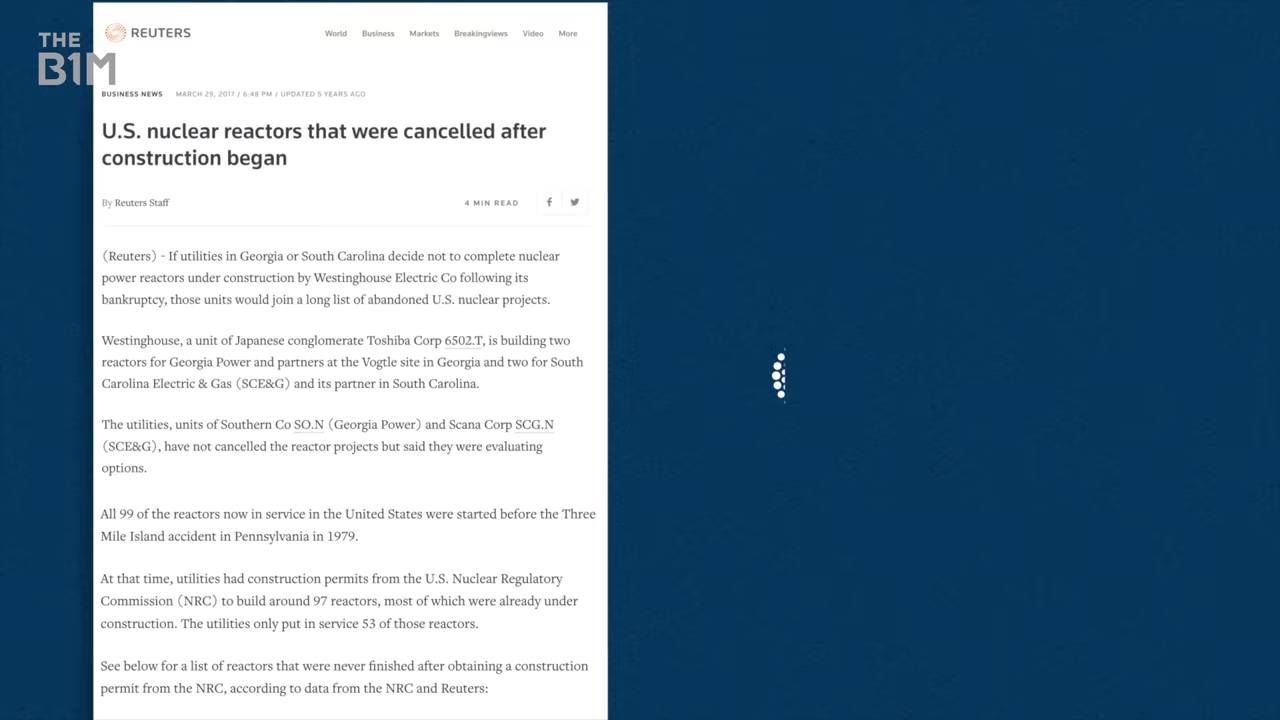 THE
B1M
REUTERS
World Business Markets Breakingviews Video More
BUSINESS NEWS MARCH 29, 2017 / 6:48 PM / UPDATED 5 YEARS AGO
U.S. nuclear reactors that were cancelled after
construction began
By Reuters Staff
4 MIN READ
(Reuters) - If utilities in Georgia or South Carolina decide not to complete nuclear
power reactors under construction by Westinghouse Electric Co following its
bankruptcy, those units would join a long list of abandoned U.S. nuclear projects.
Westinghouse, a unit of Japanese conglomerate Toshiba Corp 6502.T, is building two
reactors for Georgia Power and partners at the Vogtle site in Georgia and two for South
Carolina Electric & Gas (SCE&G) and its partner in South Carolina.
The utilities, units of Southern Co SO.N (Georgia Power) and Scana Corp SCG.N
(SCE&G), have not cancelled the reactor projects but said they were evaluating
options.
All 99 of the reactors now in service in the United States were started before the Three
Mile Island accident in Pennsylvania in 1979.
At that time, utilities had construction permits from the U.S. Nuclear Regulatory
Commission (NRC) to build around 97 reactors, most of which were already under
construction. The utilities only put in service 53 of those reactors.
See below for a list of reactors that were never finished after obtaining a construction
permit from the NRC, according to data from the NRC and Reuters: